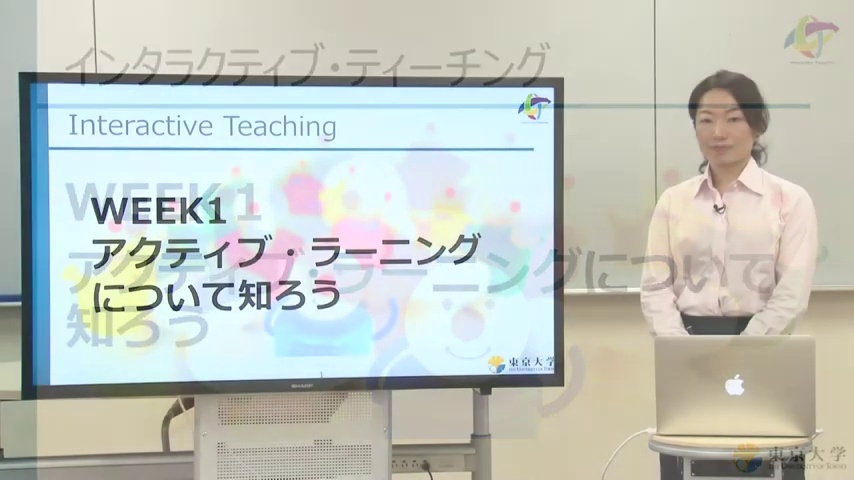 インタラクティブ・ティーチング
Interactive Teaching
WEEK1
アクティブ・ラーニング
について知ろう
WEEK1
アクティブ・ラーニングについて
知ろう
東京大学
THE UNIVERSITY OF TOKYO
SHARP
東京大学
THE UNIVERSITY OF TOKYO